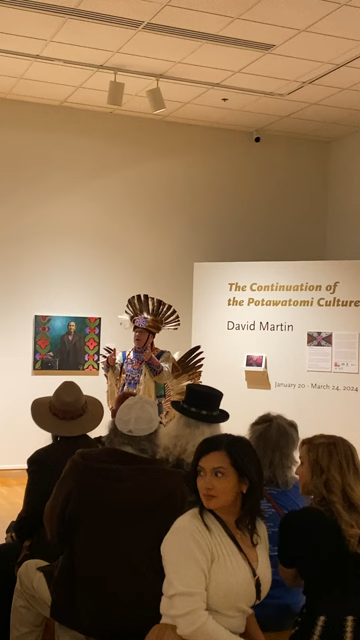 The Continuation of
the Potawatomi Culture
David Martin
January 20 - March 24, 2024